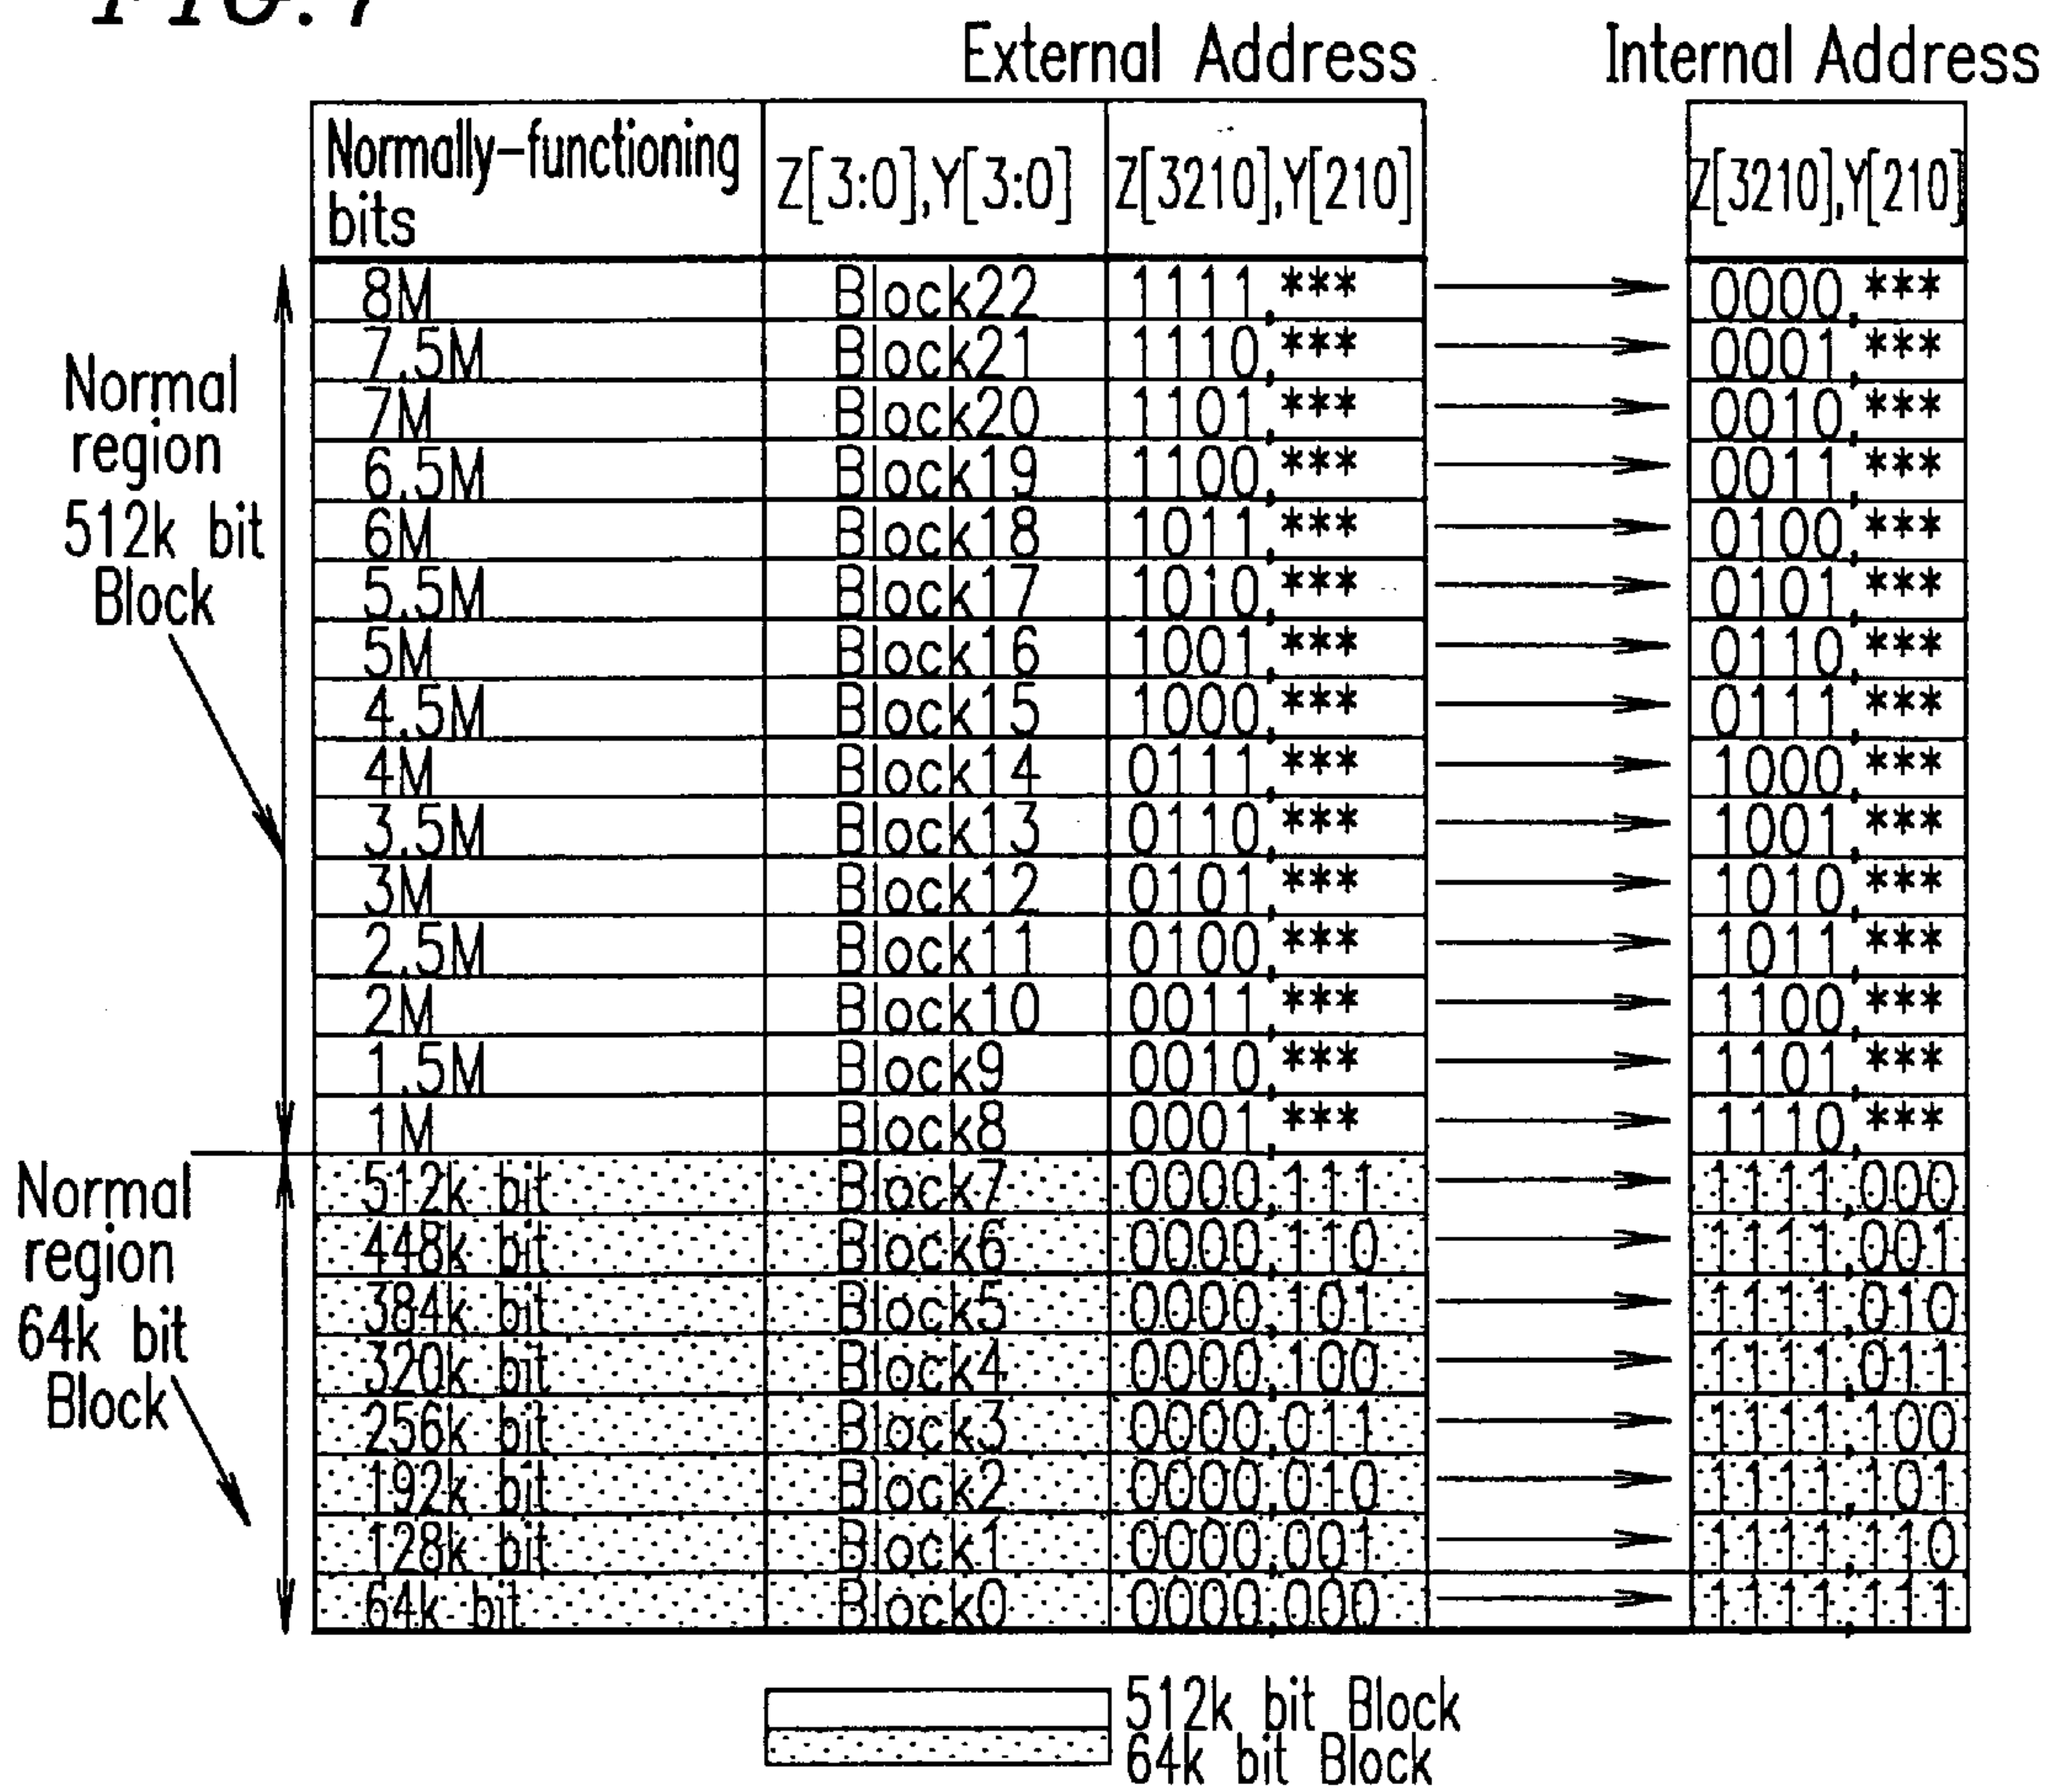 FIG. 7
External Address
Internal Address
Normally-functioning bits
Z[3:0],Y[3:0]
Z[3210],Y[210]
Z[3210],Y[210]
8M Block22 1111,*** 0000,***
7.5M Block21 1110,*** 0001,***
7M Block20 1101,*** 0010,***
6.5M Block19 1100,*** 0011,***
6M Block18 1011,*** 0100,***
5.5M Block17 1010,*** 0101,***
5M Block16 1001,*** 0110,***
4.5M Block15 1000,*** 0111,***
4M Block14 0111,*** 1000,***
3.5M Block13 0110,*** 1001,***
3M Block12 0101,*** 1010,***
2.5M Block11 0100,*** 1011,***
2M Block10 0011,*** 1100,***
1.5M Block9 0010,*** 1101,***
1M Block8 0001,*** 1110,***
512k bit Block7 0000,111 1111,000
448k bit Block6 0000,110 1111,001
384k bit Block5 0000,101 1111,010
320k bit Block4 0000,100 1111,011
256k bit Block3 0000,011 1111,100
192k bit Block2 0000,010 1111,101
128k bit Block1 0000,001 1111,110
64k bit Block0 0000,000 1111,111
Normal
region
512k bit
Block
Normal
region
64k bit
Block
512k bit Block
64k bit Block